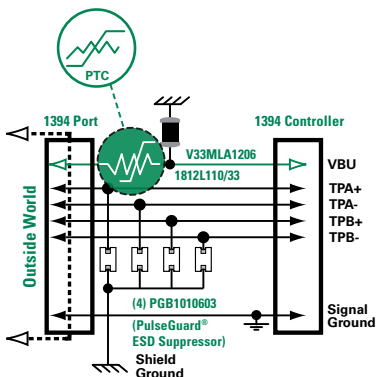 PTC
1394 Port
1394 Controller
V33MLA1206
1812L110/33
VBU
TPA+
TPA-
TPB+
TPB-
Outside World
(4) PGB1010603
(PulseGuard®
ESD Suppressor)
Signal
Ground
Shield
Ground